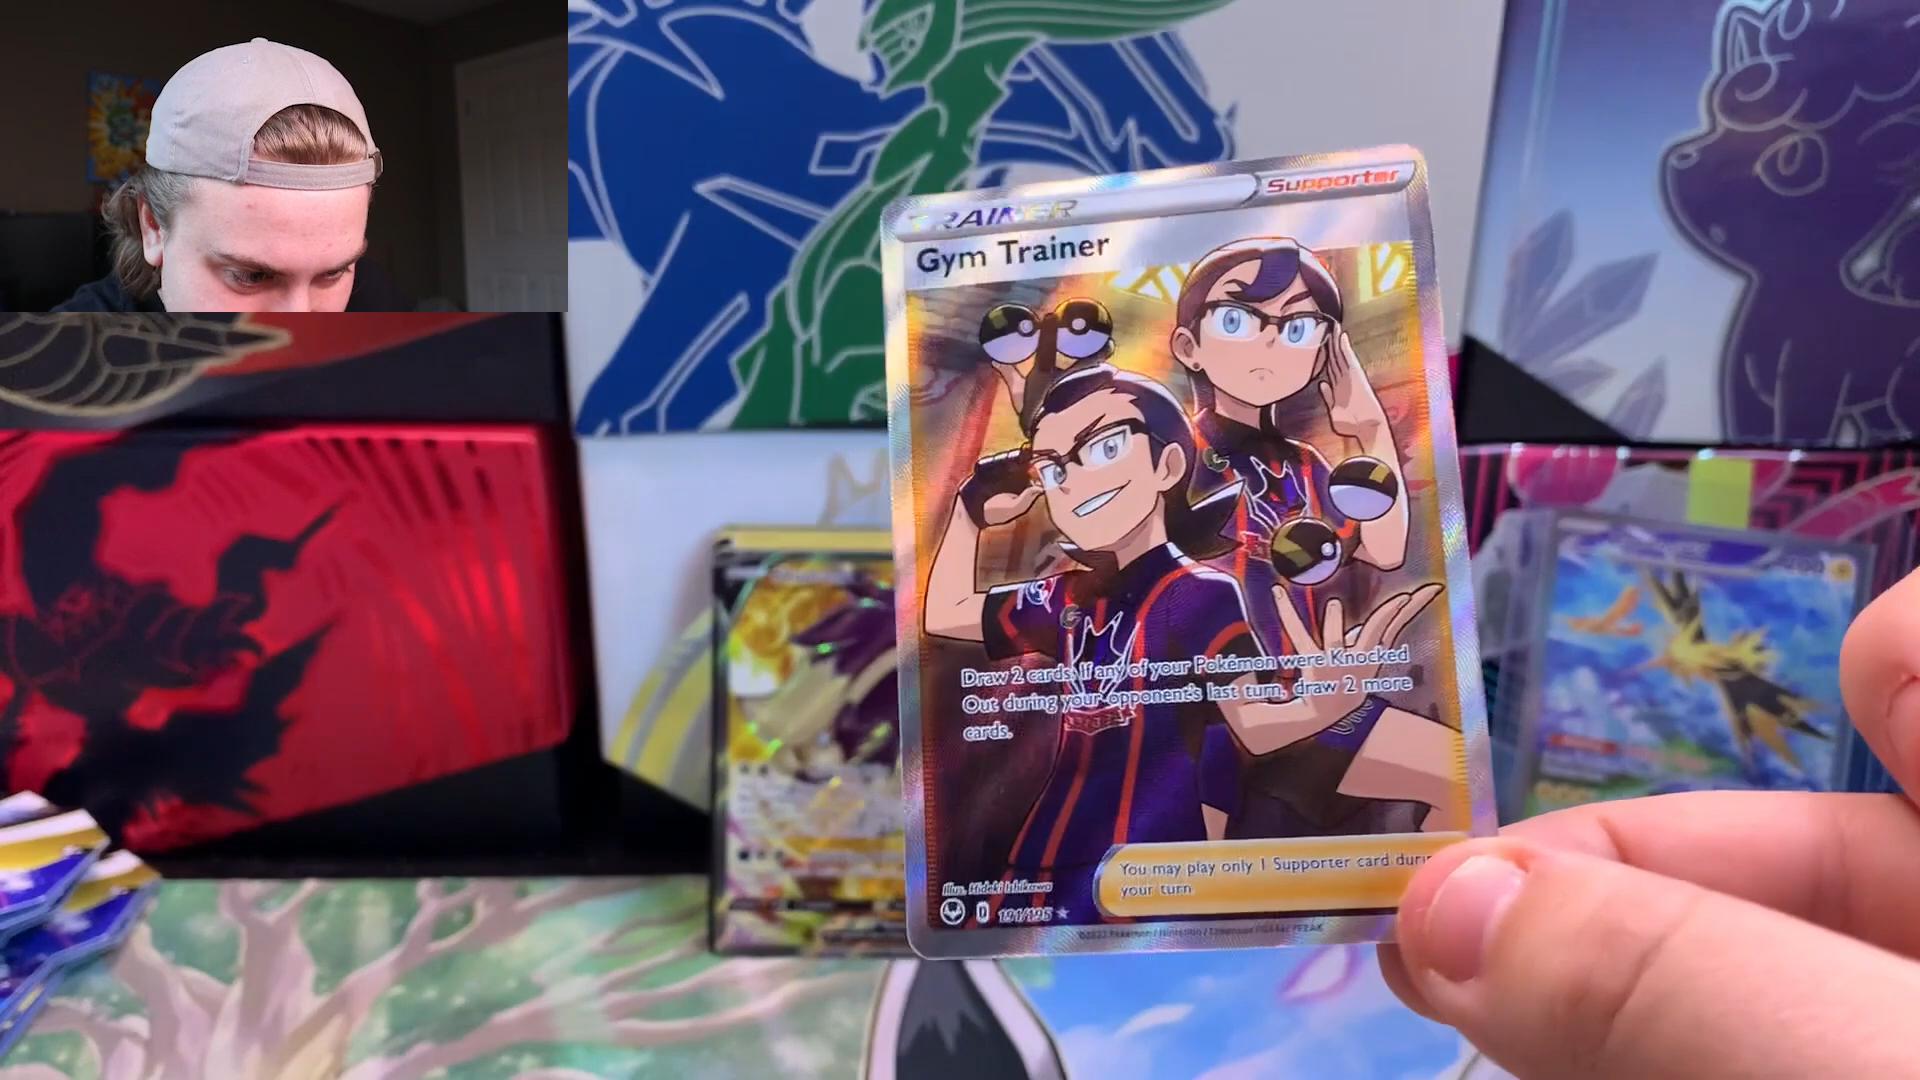 TRAINER
Supporter
Gym Trainer
Draw 2 cards. If any of your Pokémon were Knocked
Out during your opponent's last turn, draw 2 more
cards.
You may play only 1 Supporter card
your turn
Illus. Hideki Ishikawa
D 191/195